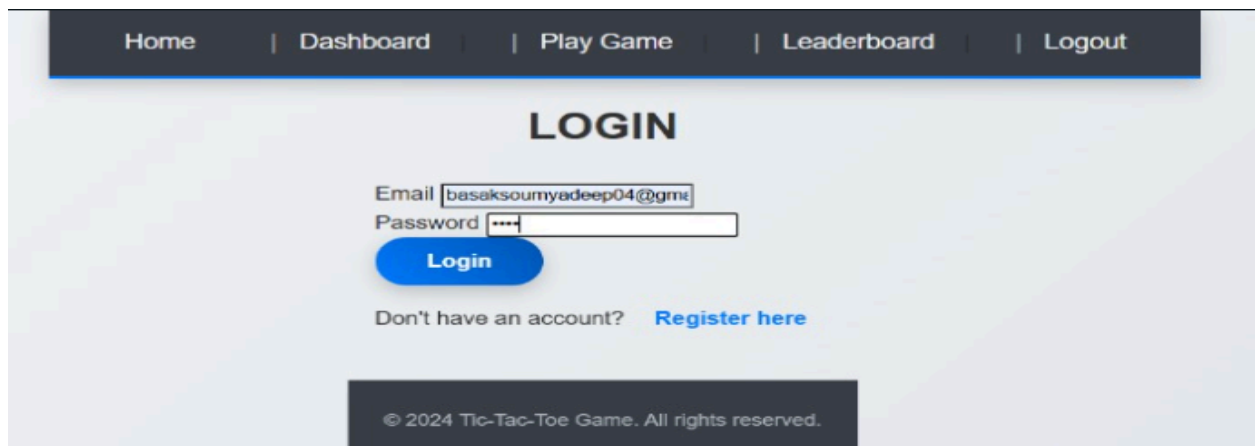 Home | Dashboard | Play Game | Leaderboard | Logout
LOGIN
Email basaksoumyadeep04@gma
Password ••••
Login
Don't have an account? Register here
© 2024 Tic-Tac-Toe Game. All rights reserved.